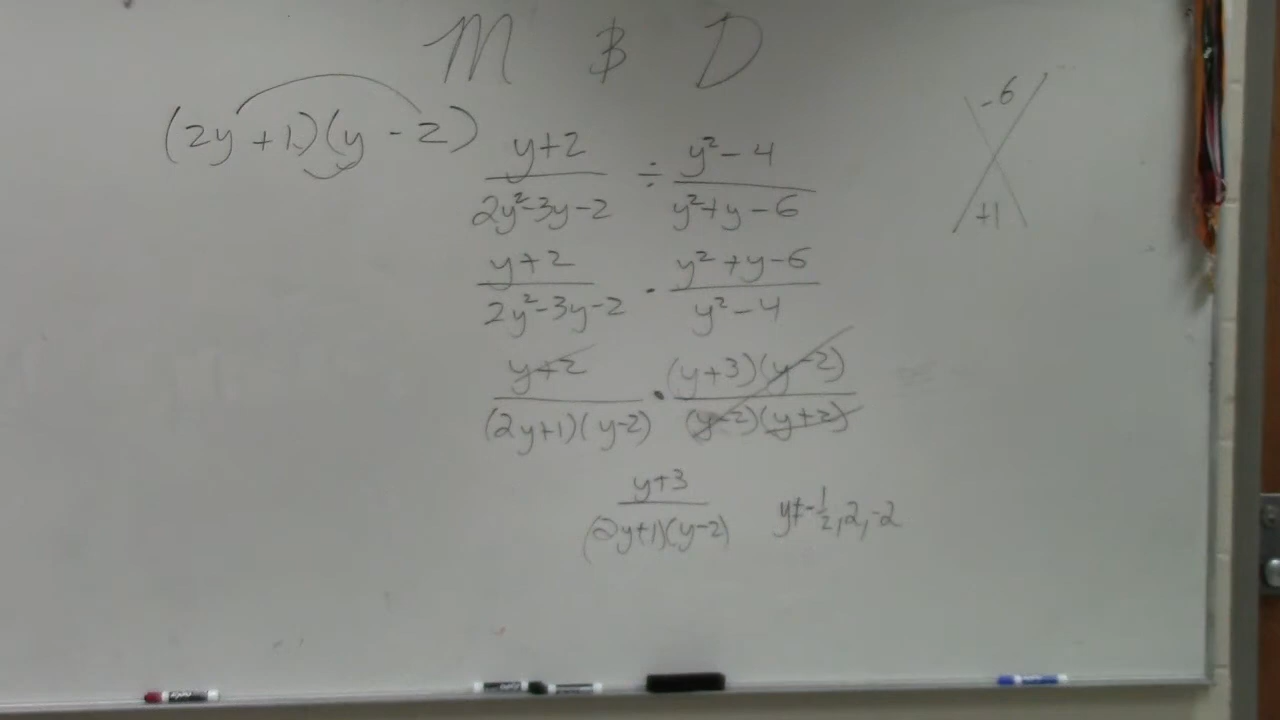 M & D
(2y + 1)(y - 2)
-6
+1
y+2 / 2y²-3y-2 ÷ y²-4 / y²+y-6
y+2 / 2y²-3y-2 · y²+y-6 / y²-4
y+2 / (2y+1)(y-2) · (y+3)(y-2) / (y-2)(y+2)
y+3 / (2y+1)(y-2) y≠-1/2, 2, -2